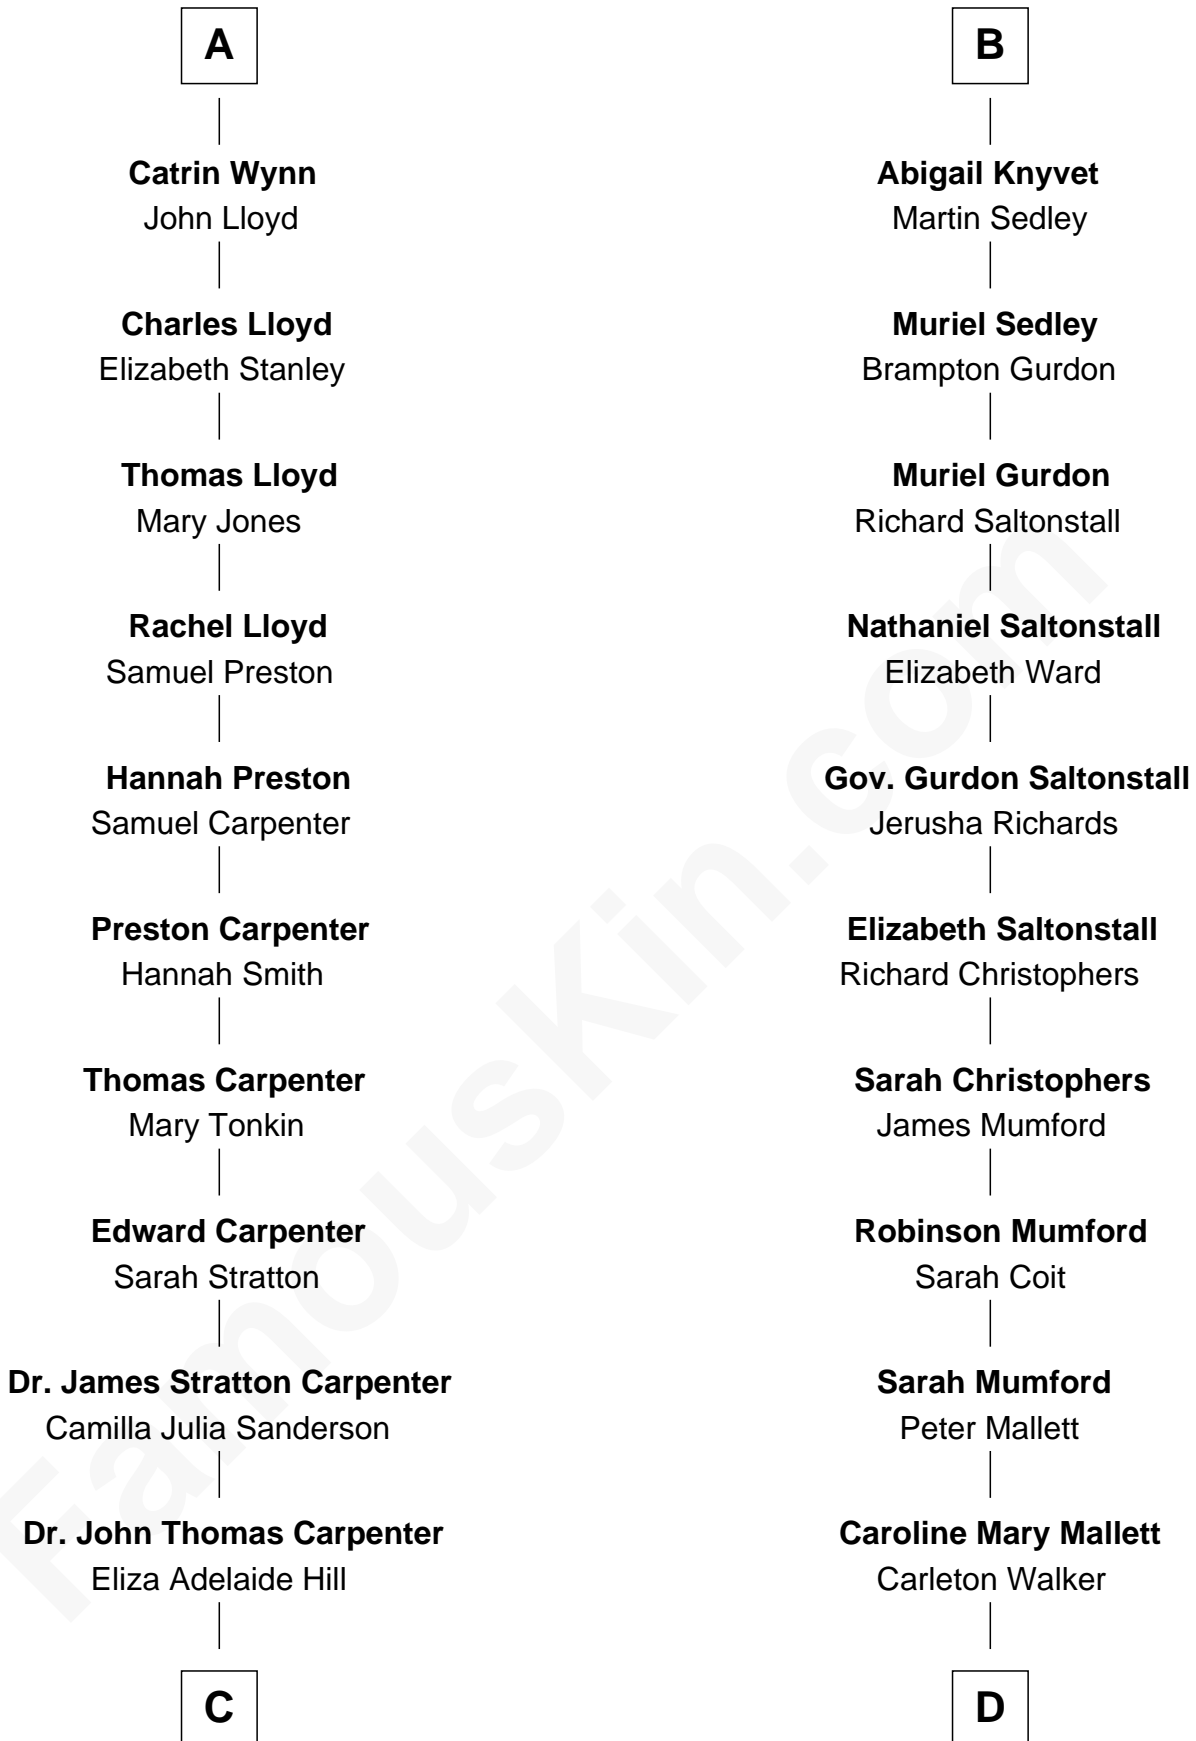 A
Catrin Wynn
John Lloyd
Charles Lloyd
Elizabeth Stanley
Thomas Lloyd
Mary Jones
Rachel Lloyd
Samuel Preston
Hannah Preston
Samuel Carpenter
Preston Carpenter
Hannah Smith
Thomas Carpenter
Mary Tonkin
Edward Carpenter
Sarah Stratton
Dr. James Stratton Carpenter
Camilla Julia Sanderson
Dr. John Thomas Carpenter
Eliza Adelaide Hill
C
B
Abigail Knyvet
Martin Sedley
Muriel Sedley
Brampton Gurdon
Muriel Gurdon
Richard Saltonstall
Nathaniel Saltonstall
Elizabeth Ward
Gov. Gurdon Saltonstall
Jerusha Richards
Elizabeth Saltonstall
Richard Christophers
Sarah Christophers
James Mumford
Robinson Mumford
Sarah Coit
Sarah Mumford
Peter Mallett
Caroline Mary Mallett
Carleton Walker
D
FamousKin.com